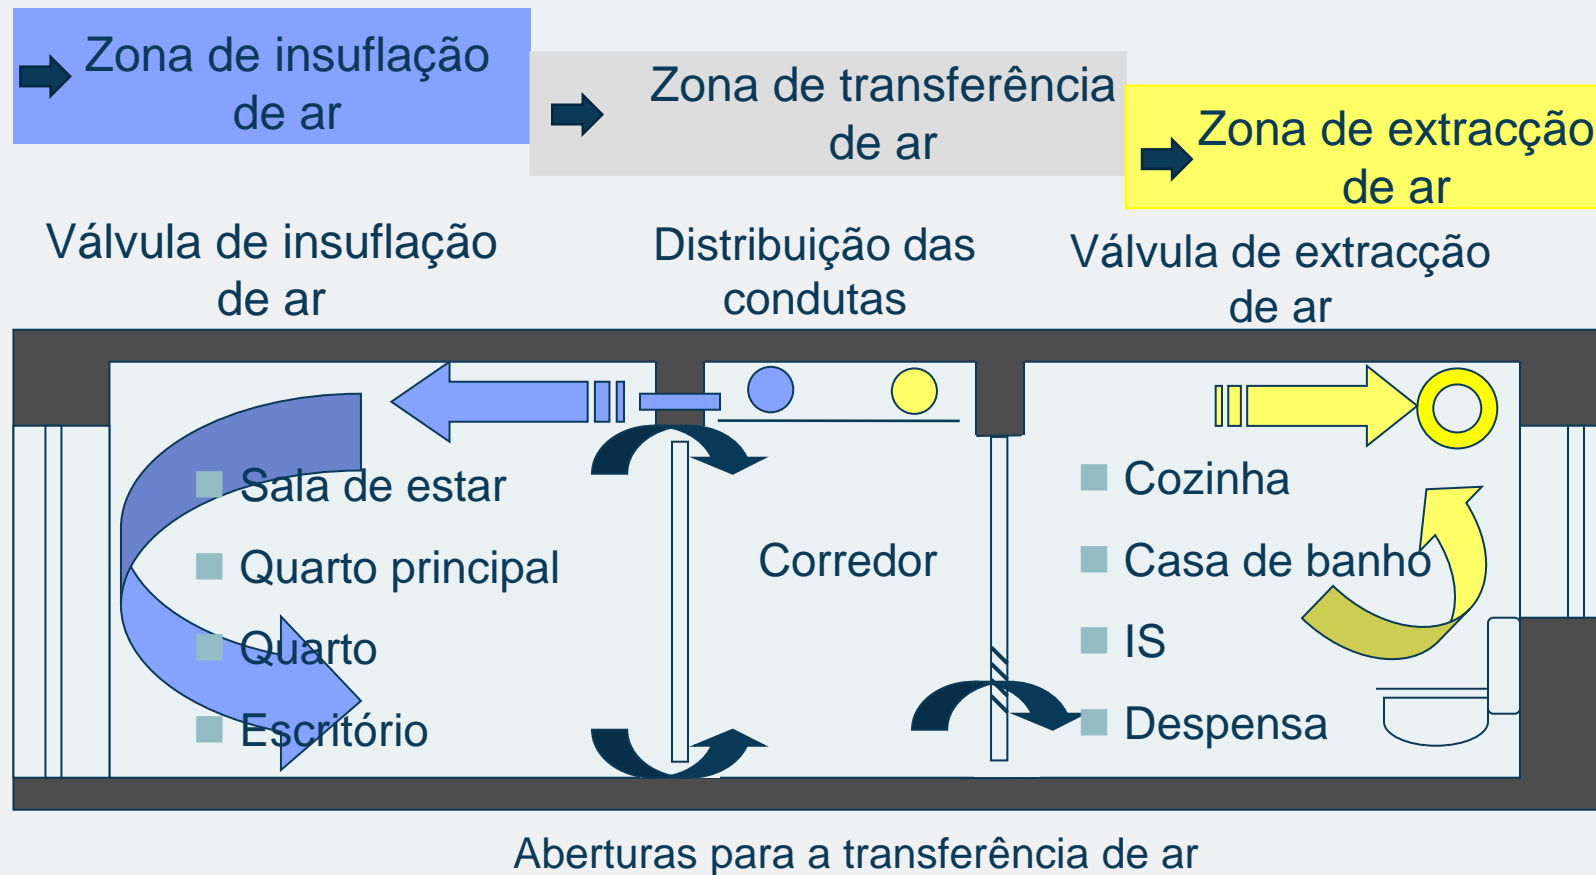 Zona de insuflação
de ar
Zona de transferência
de ar
Zona de extracção
de ar
Válvula de insuflação
de ar
Distribuição das
condutas
Válvula de extracção
de ar
Sala de estar
Quarto principal
Quarto
Escritório
Corredor
Cozinha
Casa de banho
IS
Despensa
Aberturas para a transferência de ar